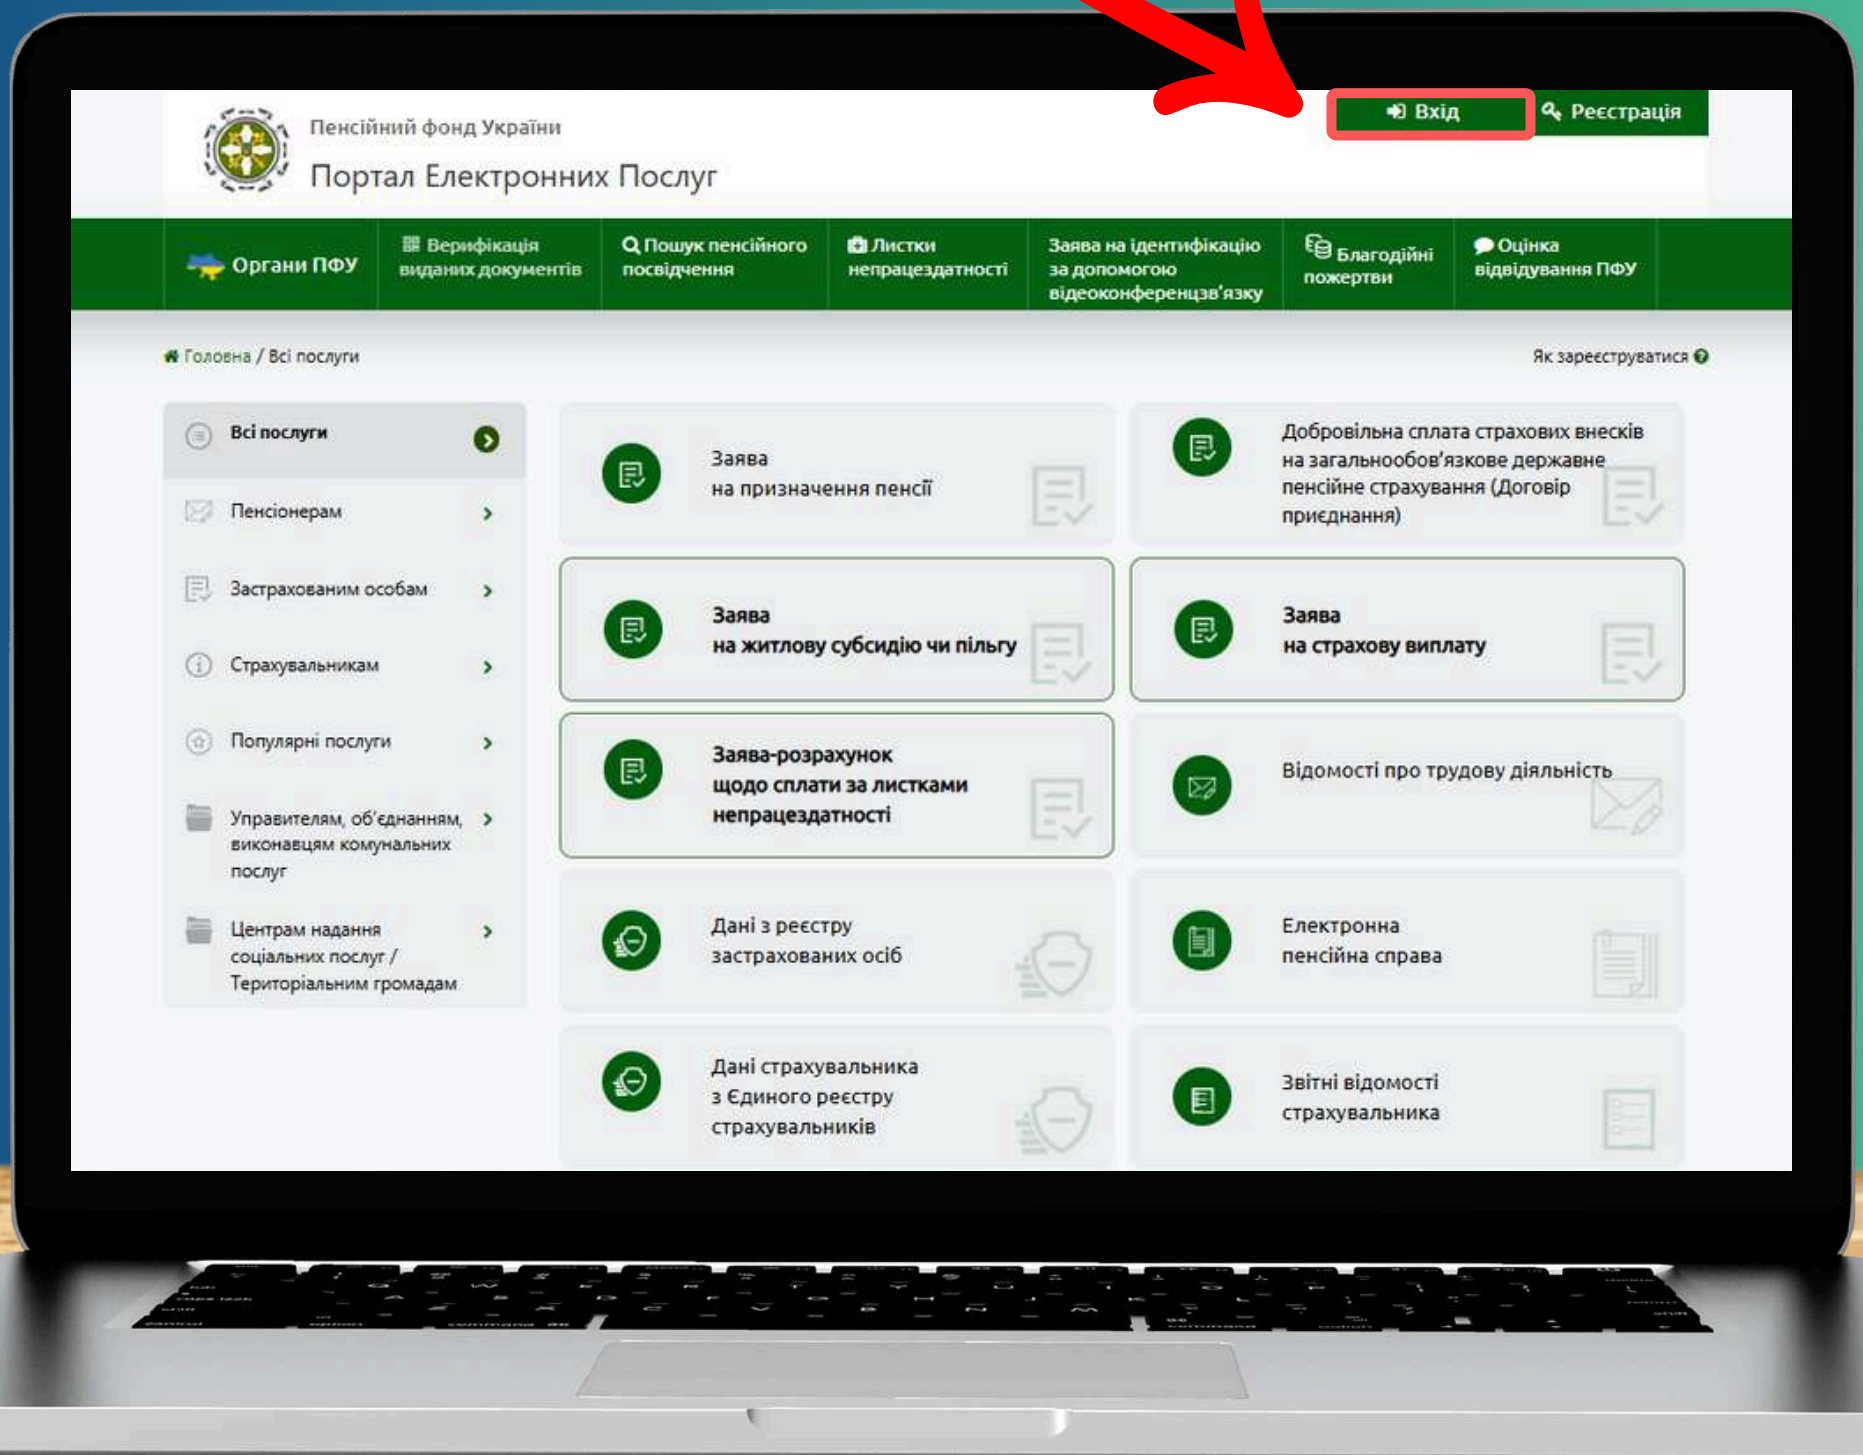 Пенсійний фонд України
Портал Електронних Послуг
Вхід
Реєстрація
Органи ПФУ
Верифікація
виданих документів
Пошук пенсійного
посвідчення
Листки
непрацездатності
Заява на ідентифікацію
за допомогою
відеоконференцзв'язку
Благодійні
пожертви
Оцінка
відвідування ПФУ
Головна / Всі послуги
Як зареєструватися
Всі послуги
Пенсіонерам
Застрахованим особам
Страхувальникам
Популярні послуги
Управителям, об'єднанням,
виконавцям комунальних
послуг
Центрам надання
соціальних послуг /
Територіальним громадам
Заява
на призначення пенсії
Добровільна сплата страхових внесків
на загальнообов'язкове державне
пенсійне страхування (Договір
приєднання)
Заява
на житлову субсидію чи пільгу
Заява
на страхову виплату
Заява-розрахунок
щодо сплати за листками
непрацездатності
Відомості про трудову діяльність
Дані з реєстру
застрахованих осіб
Електронна
пенсійна справа
Дані страхувальника
з Єдиного реєстру
страхувальників
Звітні відомості
страхувальника